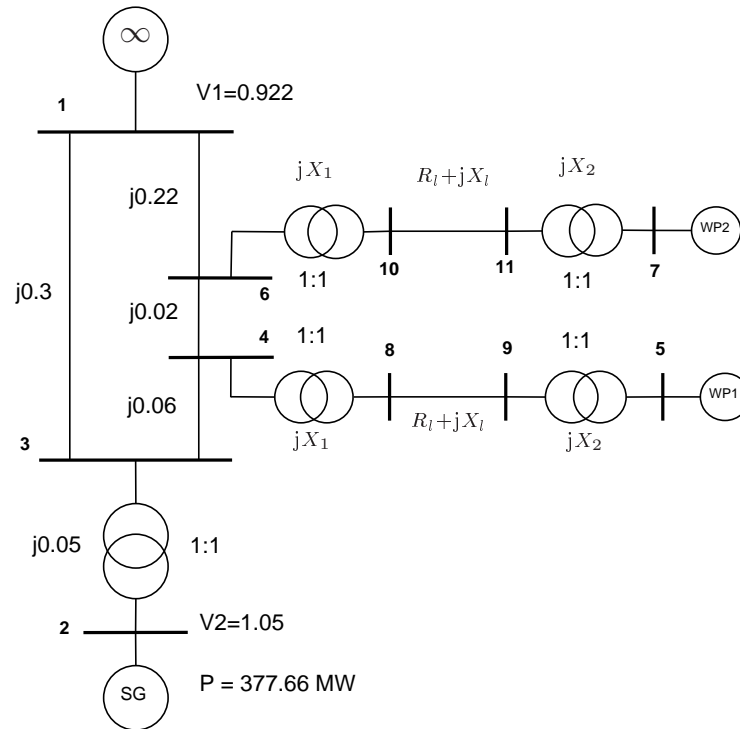 ∞
1
V1=0.922
j0.22
jX₁
Rₗ+jXₗ
jX₂
WP2
10
11
7
6
1:1
1:1
j0.3
j0.02
4
1:1
8
9
1:1
5
WP1
j0.06
jX₁
Rₗ+jXₗ
jX₂
3
j0.05
1:1
2
V2=1.05
SG
P = 377.66 MW